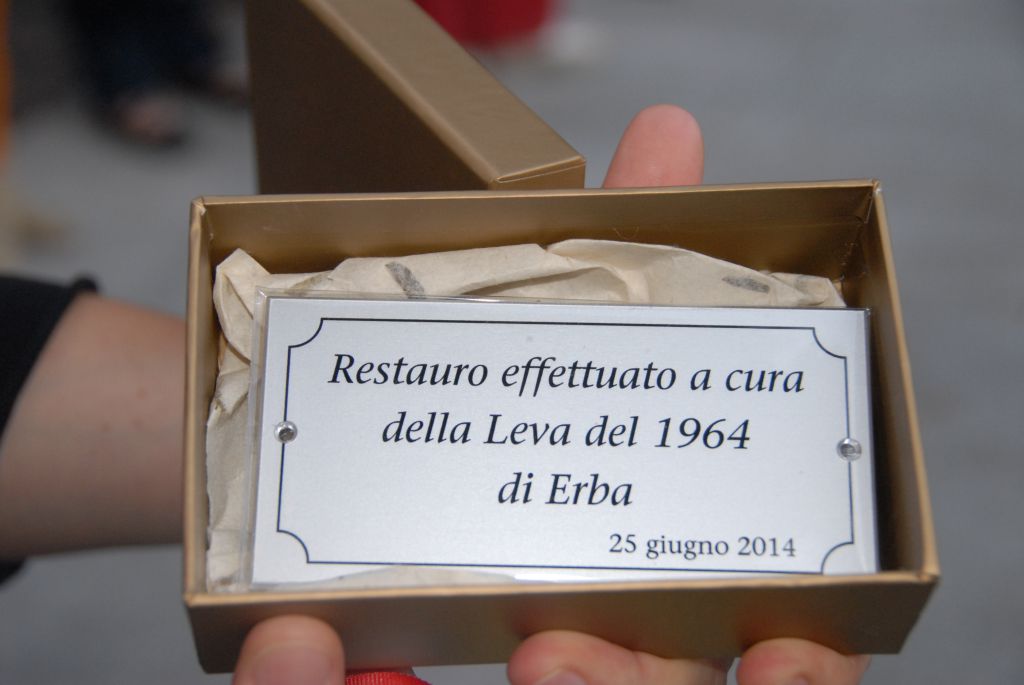 Restauro effettuato a cura
della Leva del 1964
di Erba
25 giugno 2014